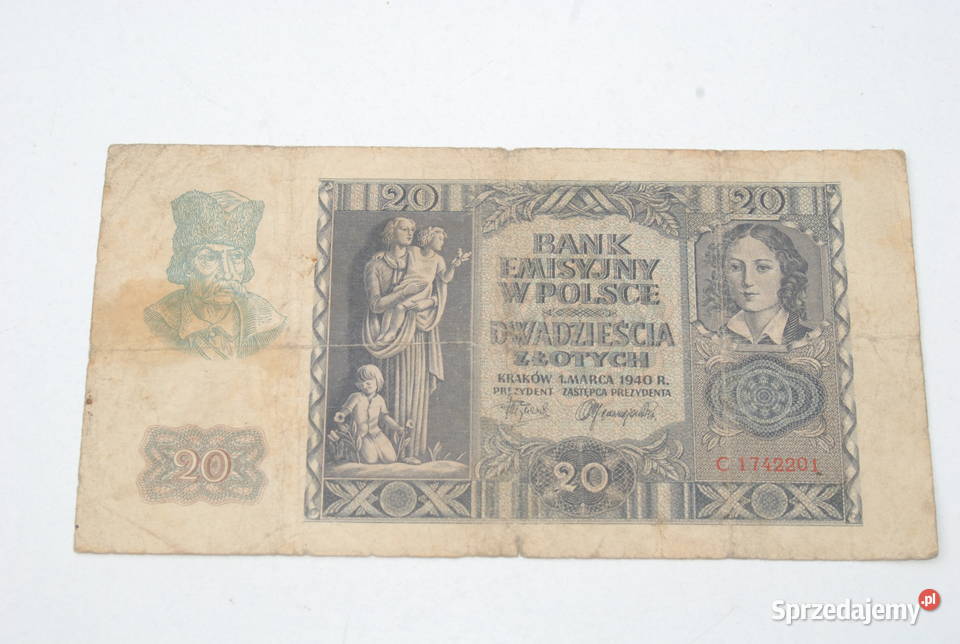 20
20
BANK
EMISYJNY
W POLSCE
DWADZIEŚCIA
ZŁOTYCH
KRAKÓW 1. MARCA 1940 R.
PREZYDENT ZASTĘPCA PREZYDENTA
20
C 1742201
20
Sprzedajemy.pl